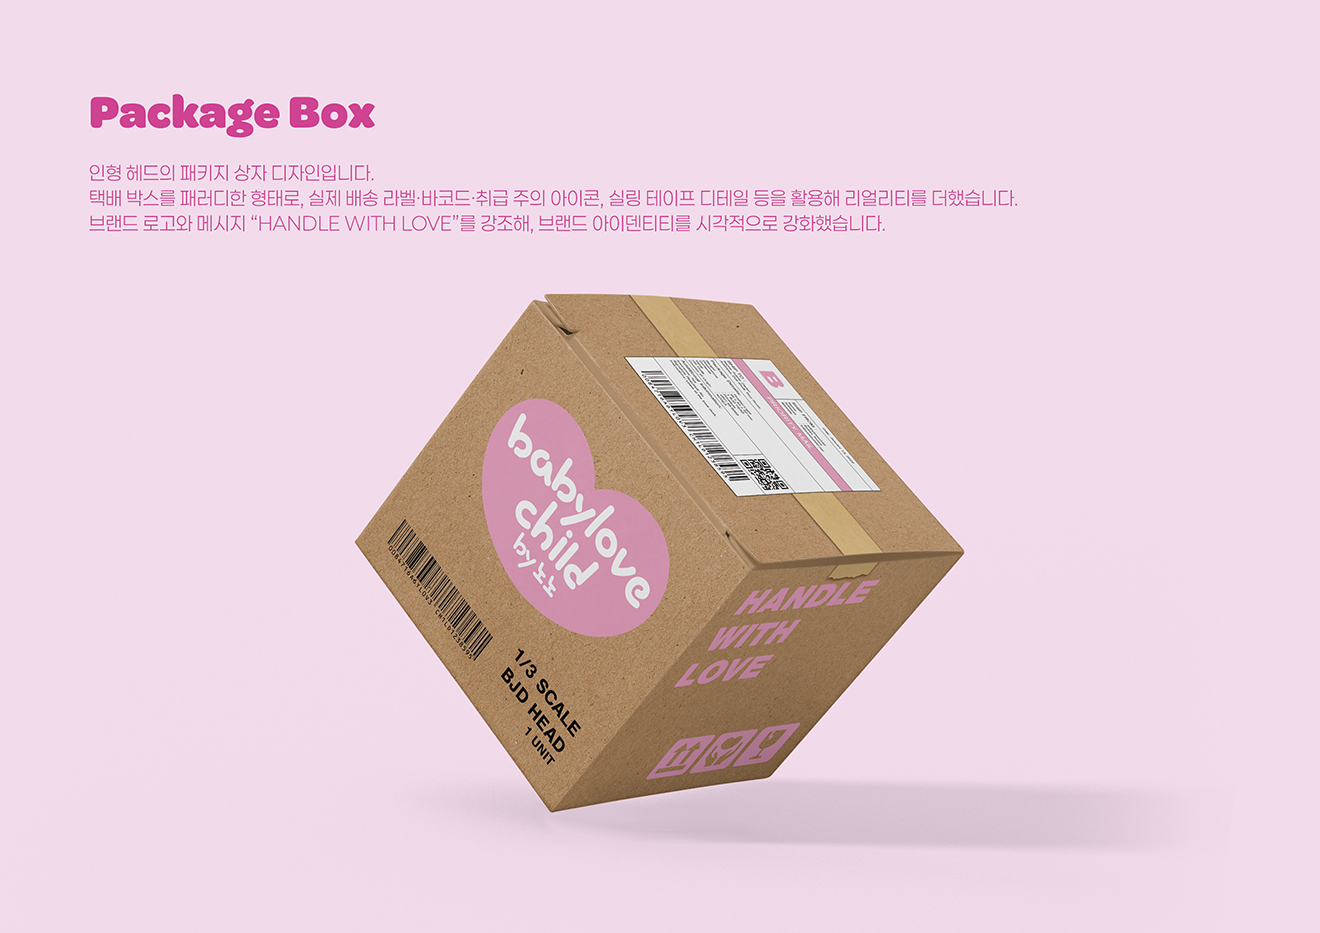 Package Box
인형 헤드의 패키지 상자 디자인입니다.
택배 박스를 패러디한 형태로, 실제 배송 라벨·바코드·취급 주의 아이콘, 실링 테이프 디테일 등을 활용해 리얼리티를 더했습니다.
브랜드 로고와 메시지 “HANDLE WITH LOVE”를 강조해, 브랜드 아이덴티티를 시각적으로 강화했습니다.
B
PRIORITY MAIL
babylove
child
by 노노
1/3 SCALE
BJD HEAD
1 UNIT
HANDLE
WITH
LOVE